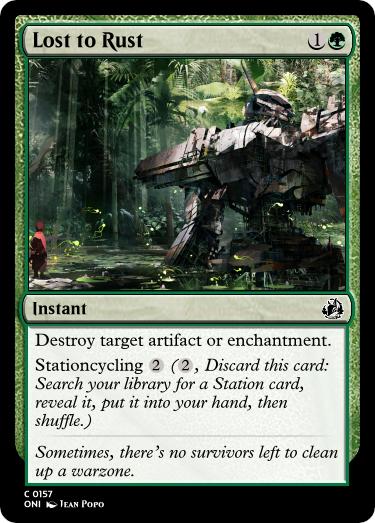 Lost to Rust 1
Instant
Destroy target artifact or enchantment.
Stationcycling 2 (2, Discard this card:
Search your library for a Station card,
reveal it, put it into your hand, then
shuffle.)
Sometimes, there's no survivors left to clean
up a warzone.
C 0157
ONI Jean Popo